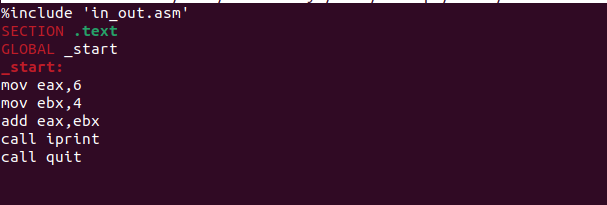 %include 'in_out.asm'
SECTION .text
GLOBAL _start
_start:
mov eax,6
mov ebx,4
add eax,ebx
call iprint
call quit